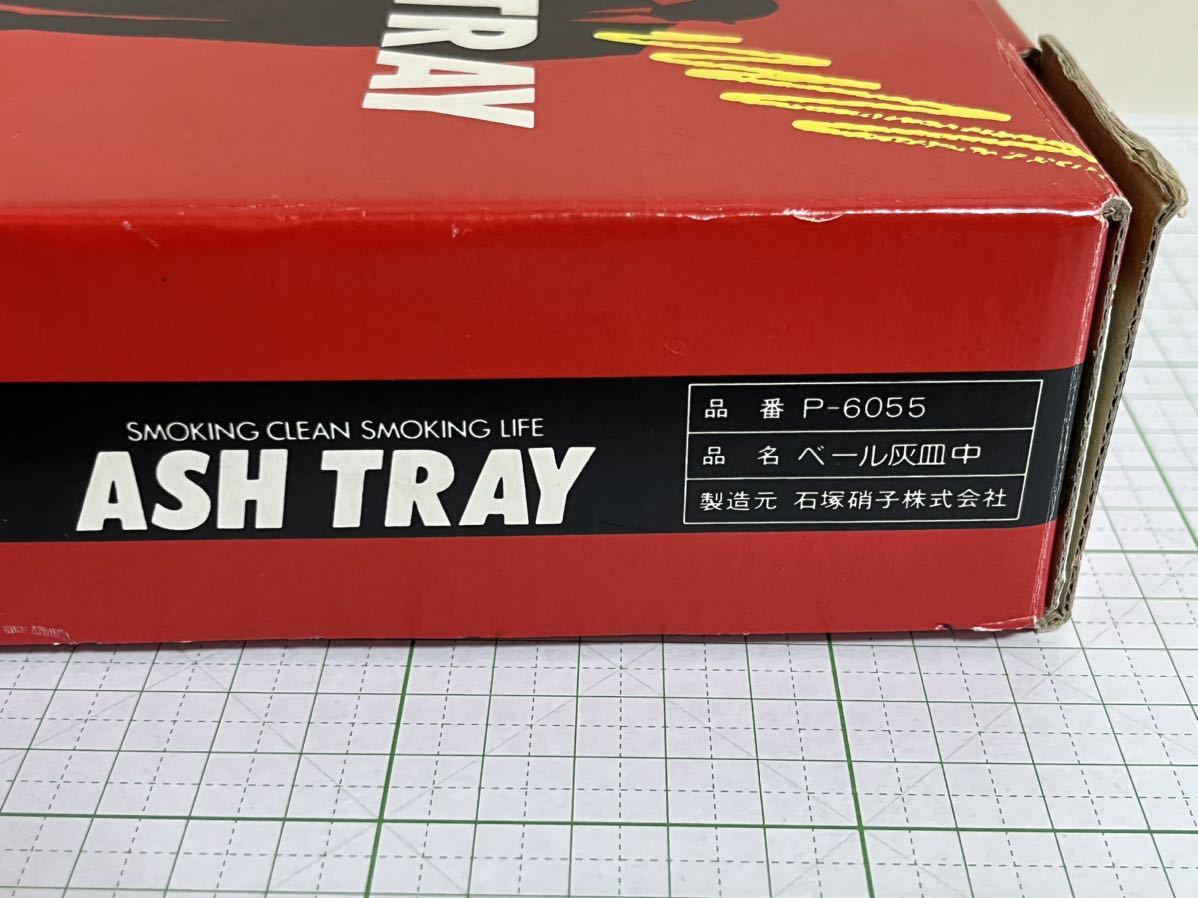 TRAY
SMOKING CLEAN SMOKING LIFE
ASH TRAY
品 番 P-6055
品 名 ベール灰皿中
製造元 石塚硝子株式会社